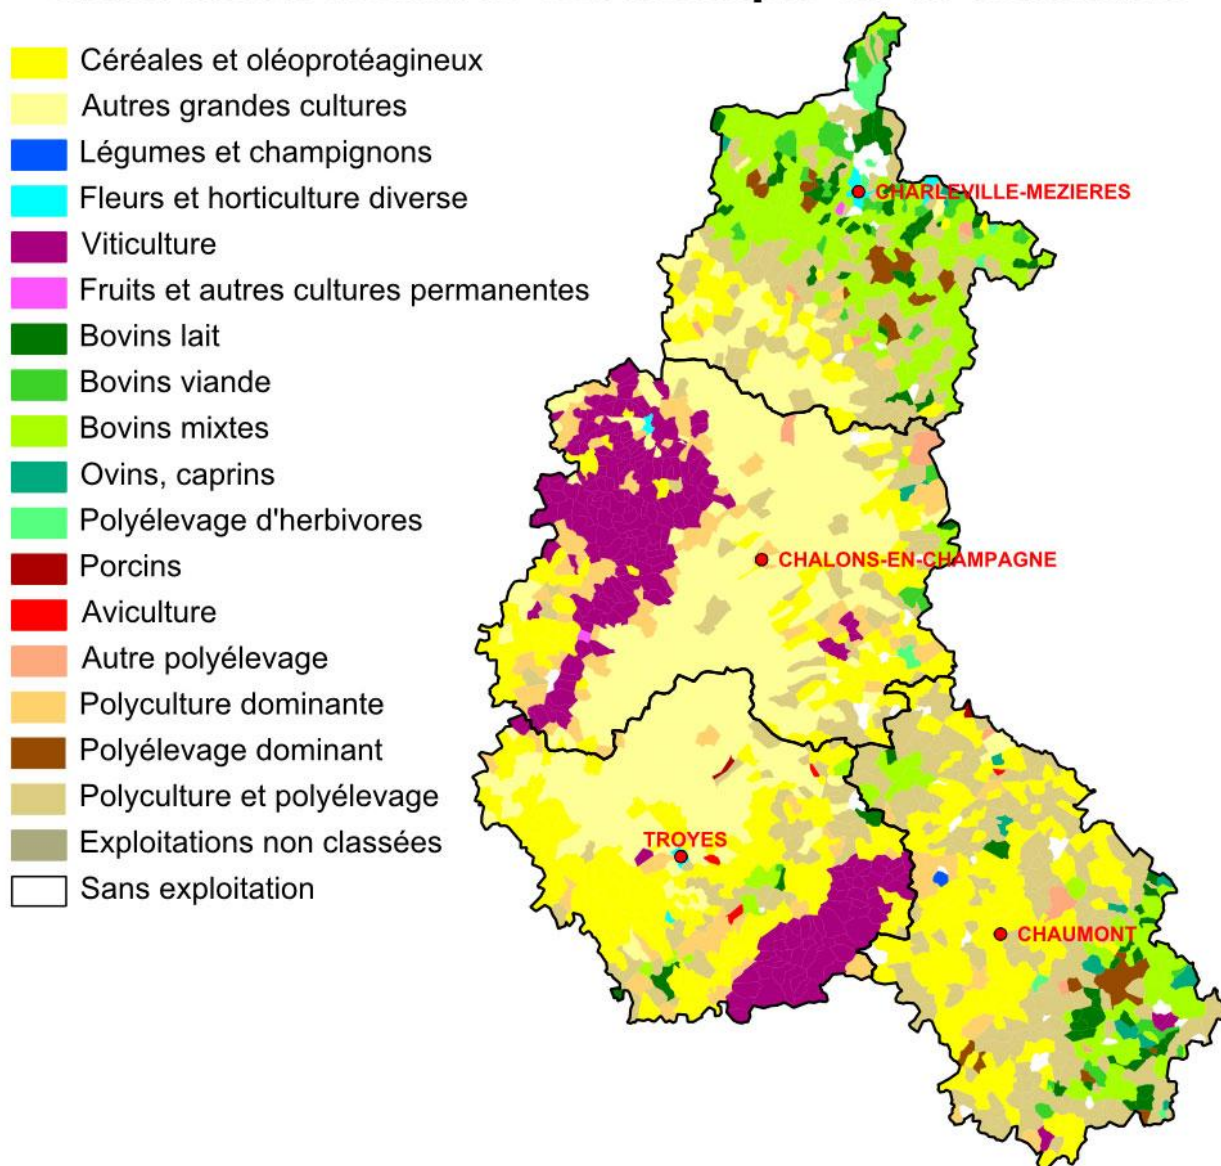 Céréales et oléoprotéagineux
Autres grandes cultures
Légumes et champignons
Fleurs et horticulture diverse
Viticulture
Fruits et autres cultures permanentes
Bovins lait
Bovins viande
Bovins mixtes
Ovins, caprins
Polyélevage d'herbivores
Porcins
Aviculture
Autre polyélevage
Polyculture dominante
Polyélevage dominant
Polyculture et polyélevage
Exploitations non classées
Sans exploitation
CHARLEVILLE-MEZIERES
CHALONS-EN-CHAMPAGNE
TROYES
CHAUMONT